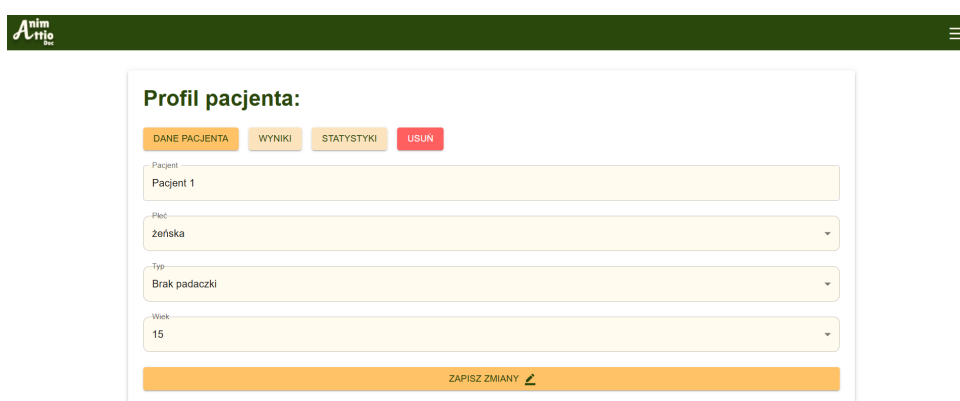 Anim
Attio
Doc
Profil pacjenta:
DANE PACJENTA WYNIKI STATYSTYKI USUŃ
Pacjent
Pacjent 1
Płeć
żeńska
Typ
Brak padaczki
Wiek
15
ZAPISZ ZMIANY